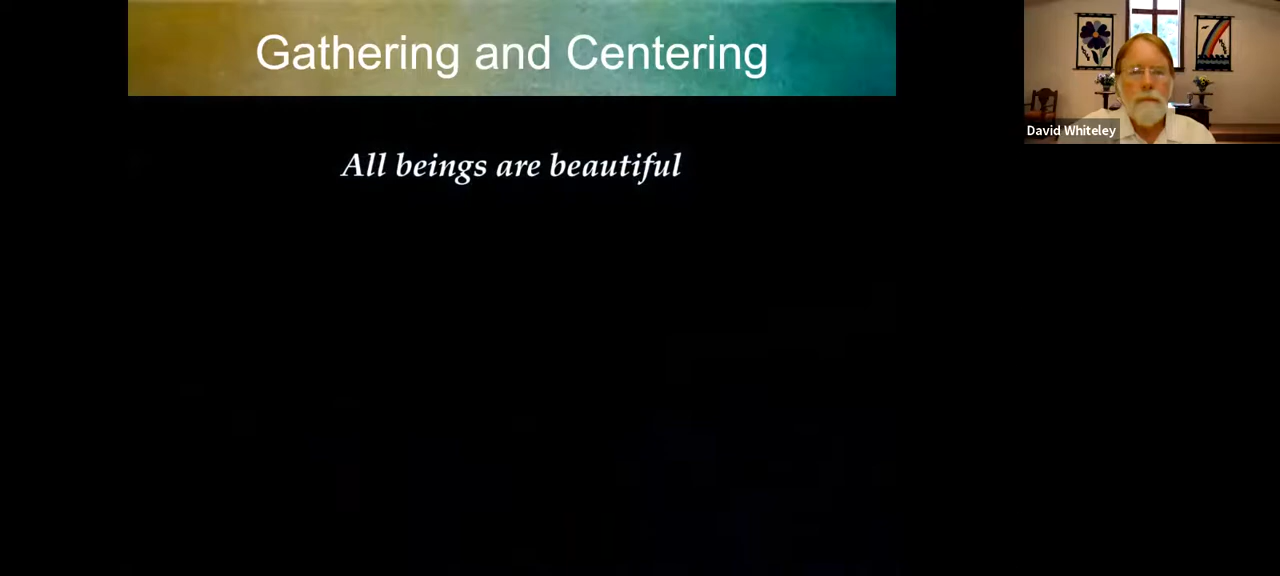 Gathering and Centering
All beings are beautiful
David Whiteley